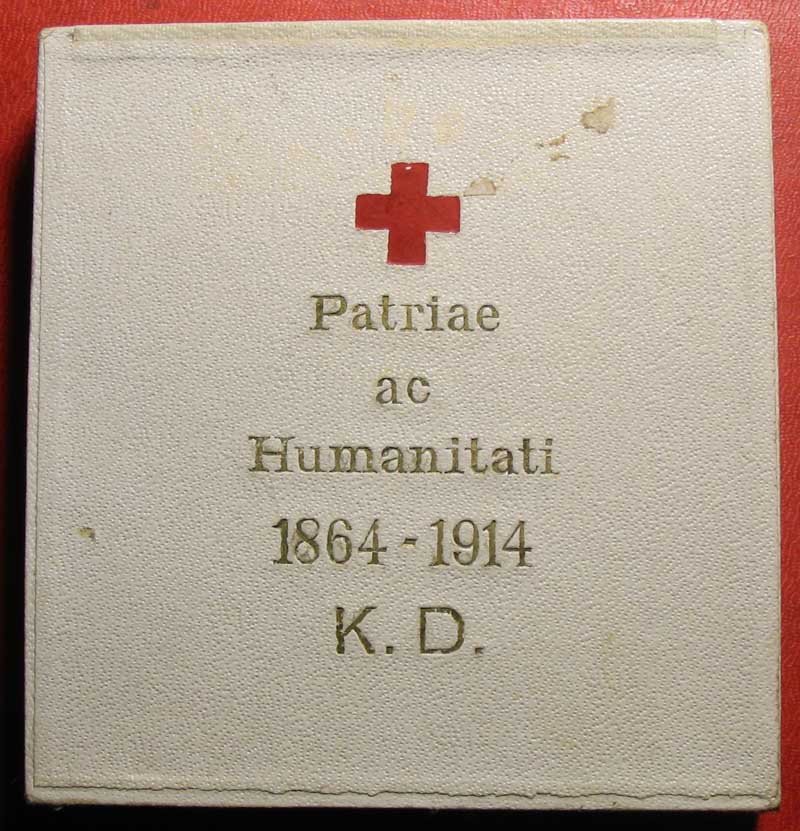 Patriae
ac
Humanitati
1864-1914
K. D.